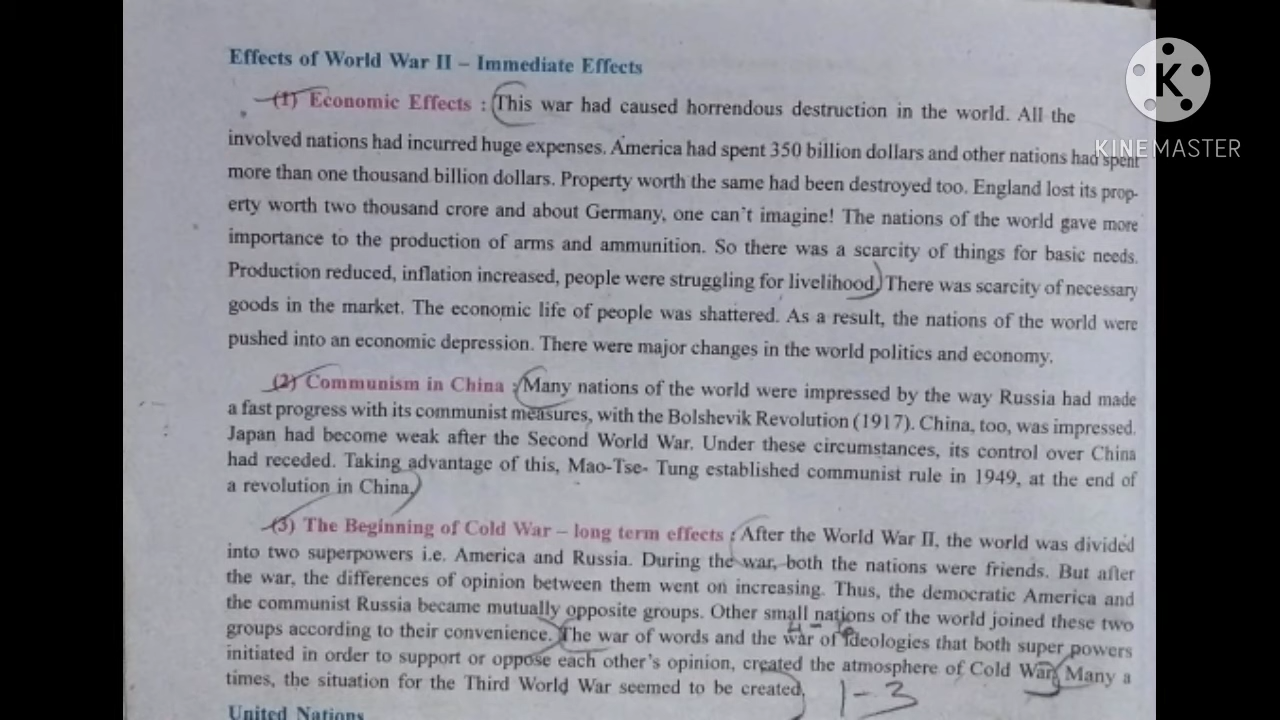 Effects of World War II – Immediate Effects
(1) Economic Effects : This war had caused horrendous destruction in the world. All the
involved nations had incurred huge expenses. America had spent 350 billion dollars and other nations had spent
more than one thousand billion dollars. Property worth the same had been destroyed too. England lost its prop-
erty worth two thousand crore and about Germany, one can't imagine! The nations of the world gave more
importance to the production of arms and ammunition. So there was a scarcity of things for basic needs.
Production reduced, inflation increased, people were struggling for livelihood. There was scarcity of necessary
goods in the market. The economic life of people was shattered. As a result, the nations of the world were
pushed into an economic depression. There were major changes in the world politics and economy.
(2) Communism in China : Many nations of the world were impressed by the way Russia had made
a fast progress with its communist measures, with the Bolshevik Revolution (1917). China, too, was impressed.
Japan had become weak after the Second World War. Under these circumstances, its control over China
had receded. Taking advantage of this, Mao-Tse- Tung established communist rule in 1949, at the end of
a revolution in China.
(3) The Beginning of Cold War – long term effects : After the World War II, the world was divided
into two superpowers i.e. America and Russia. During the war, both the nations were friends. But after
the war, the differences of opinion between them went on increasing. Thus, the democratic America and
the communist Russia became mutually opposite groups. Other small nations of the world joined these two
groups according to their convenience. The war of words and the war of ideologies that both super powers
initiated in order to support or oppose each other's opinion, created the atmosphere of Cold War. Many a
times, the situation for the Third World War seemed to be created.
1-3
United Nations
K
KINEMASTER